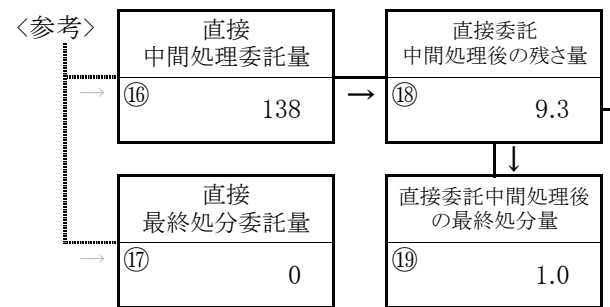 〈参考〉
直接
中間処理委託量
⑯
138
→
→
直接委託
中間処理後の残さ量
⑱
9.3
↓
直接
最終処分委託量
⑰
0
→
直接委託中間処理後
の最終処分量
⑲
1.0